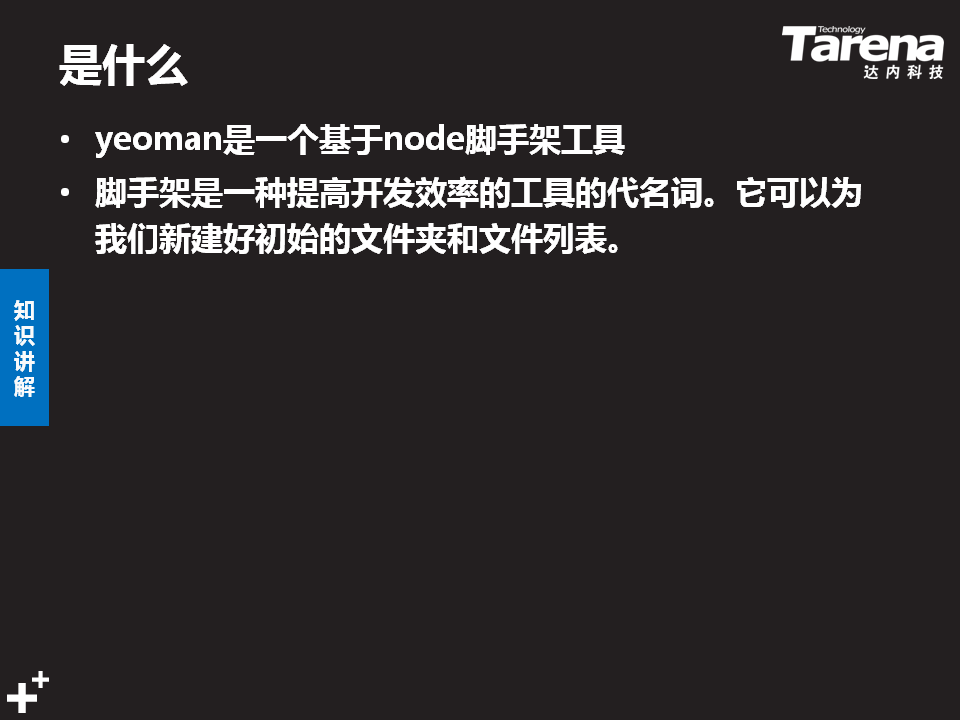 是什么
Technology
Tarena
达内科技
• yeoman是一个基于node脚手架工具
• 脚手架是一种提高开发效率的工具的代名词。它可以为
我们新建好初始的文件夹和文件列表。
知
识
讲
解